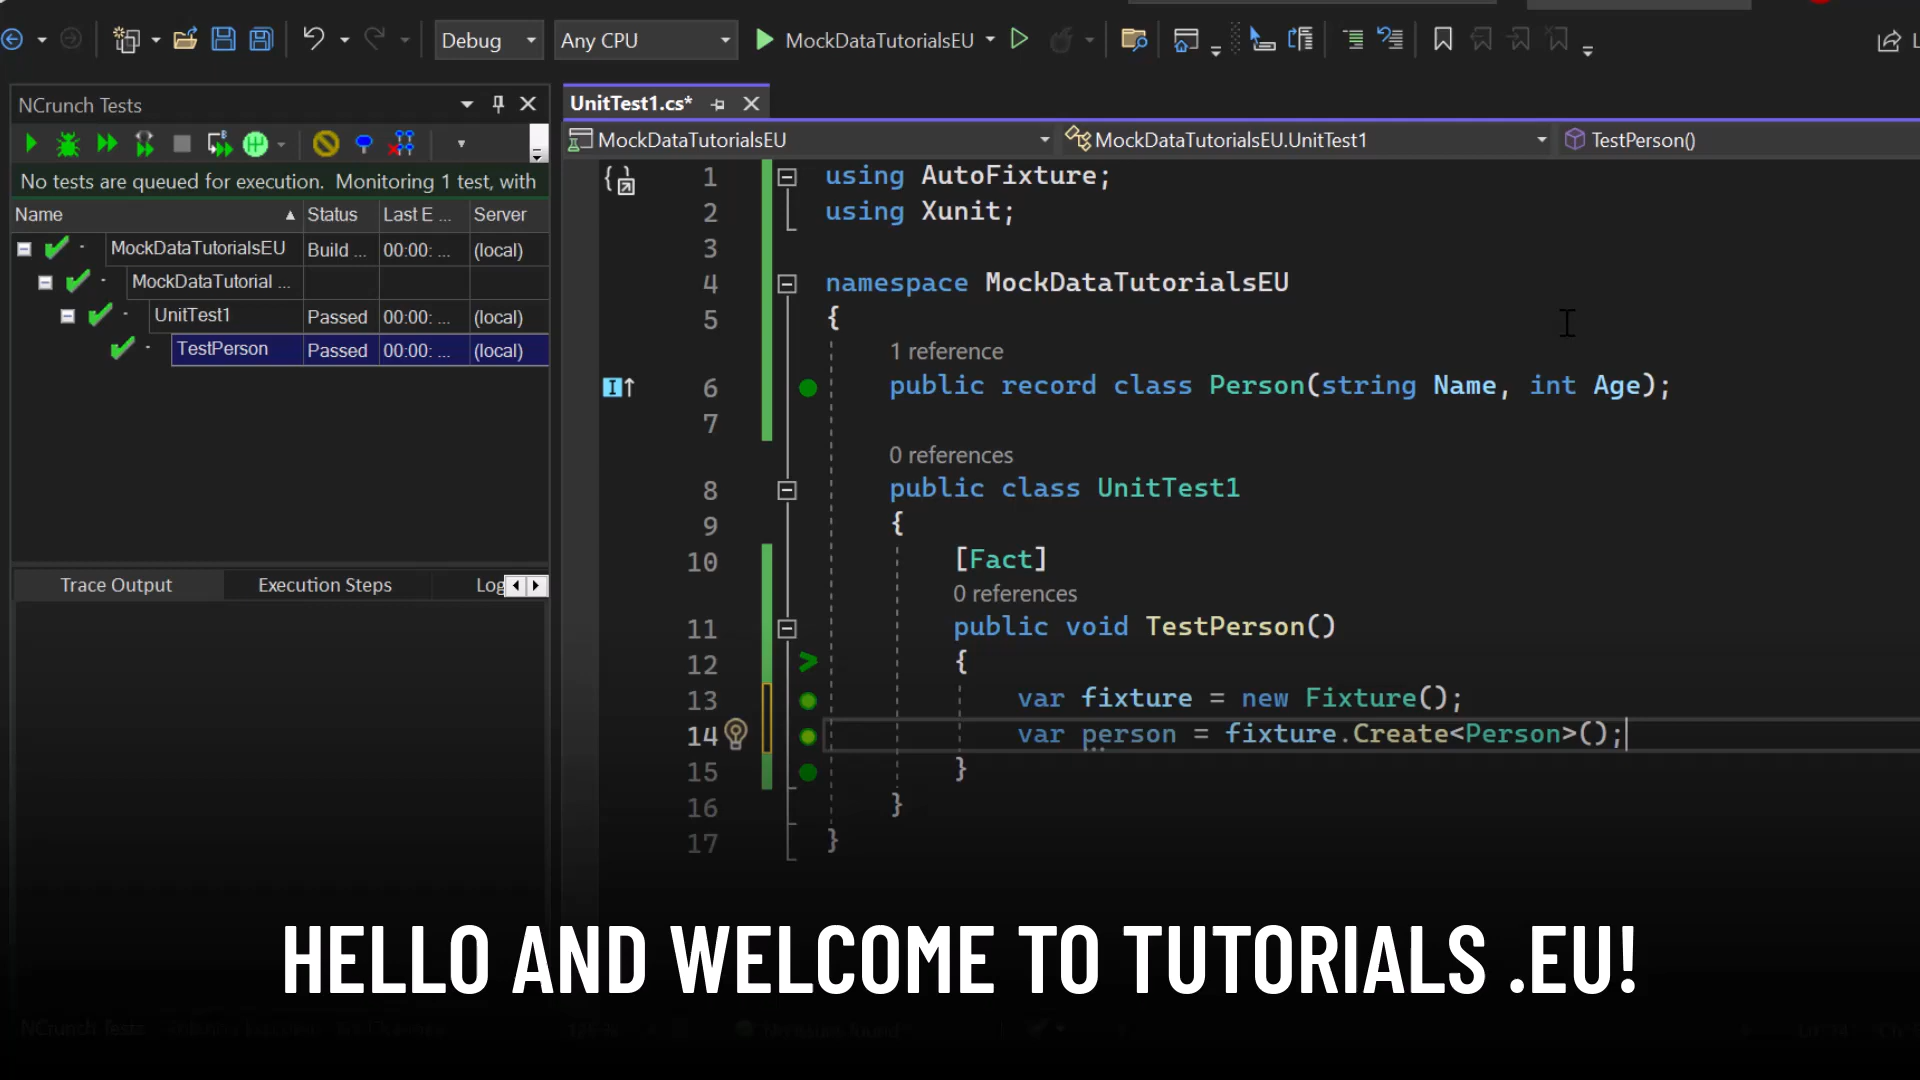 Debug
Any CPU
MockDataTutorialsEU
NCrunch Tests
UnitTest1.cs*
MockDataTutorialsEU
MockDataTutorialsEU.UnitTest1
TestPerson()
No tests are queued for execution. Monitoring 1 test, with
Name Status Last E ... Server
MockDataTutorialsEU Build ... 00:00: ... (local)
MockDataTutorial ...
UnitTest1 Passed 00:00: ... (local)
TestPerson Passed 00:00: ... (local)
Trace Output Execution Steps Log
1 using AutoFixture;
2 using Xunit;
3
4 namespace MockDataTutorialsEU
5 {
1 reference
6 public record class Person(string Name, int Age);
7
0 references
8 public class UnitTest1
9 {
10 [Fact]
0 references
11 public void TestPerson()
12 {
13 var fixture = new Fixture();
14 var person = fixture.Create<Person>();
15 }
16 }
17 }
HELLO AND WELCOME TO TUTORIALS .EU!
NCrunch Tests